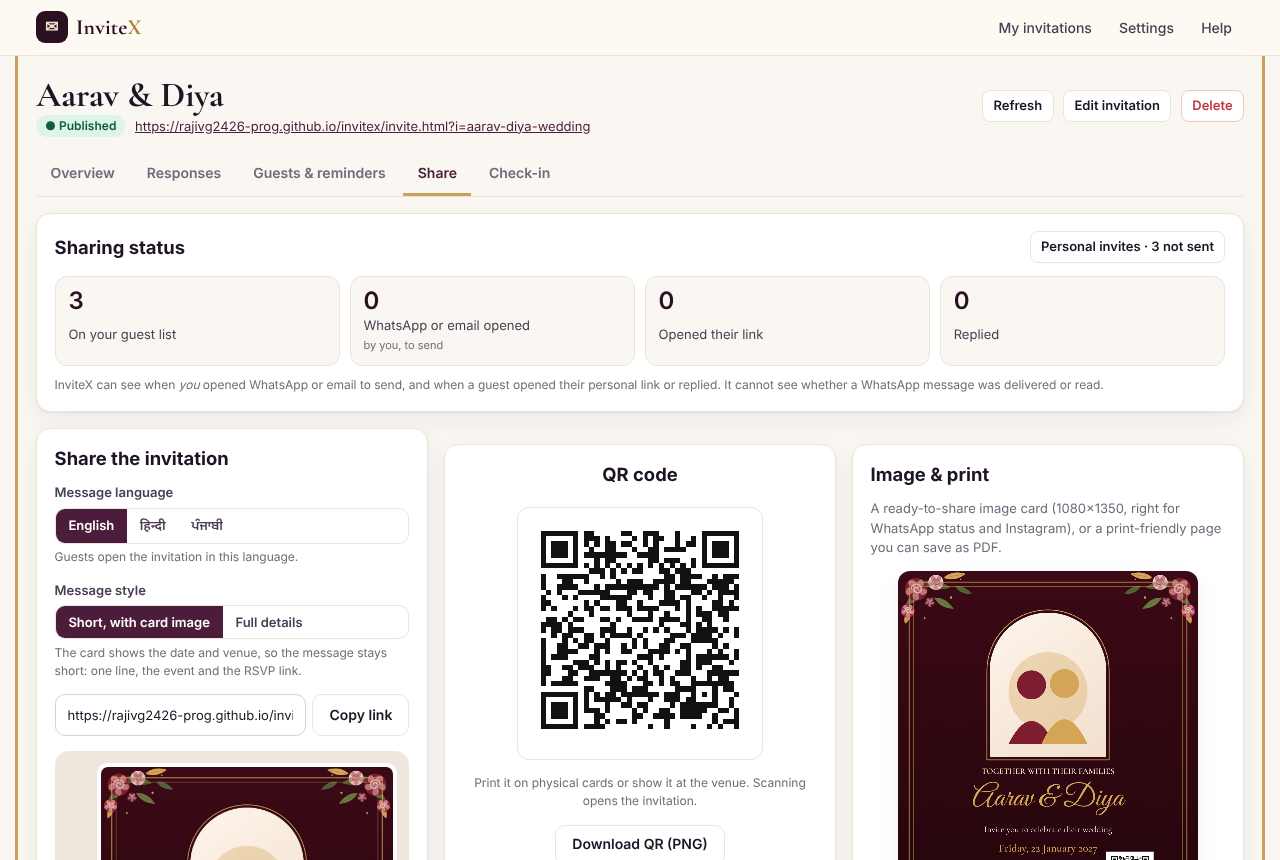 InviteX
My invitations
Settings
Help
Aarav & Diya
Refresh
Edit invitation
Delete
Published
https://rajivg2426-prog.github.io/invitex/invite.html?i=aarav-diya-wedding
Overview
Responses
Guests & reminders
Share
Check-in
Sharing status
Personal invites · 3 not sent
3
On your guest list
0
WhatsApp or email opened
by you, to send
0
Opened their link
0
Replied
InviteX can see when you opened WhatsApp or email to send, and when a guest opened their personal link or replied. It cannot see whether a WhatsApp message was delivered or read.
Share the invitation
Message language
English
हिन्दी
ਪੰਜਾਬੀ
Guests open the invitation in this language.
Message style
Short, with card image
Full details
The card shows the date and venue, so the message stays
short: one line, the event and the RSVP link.
https://rajivg2426-prog.github.io/invi
Copy link
QR code
Print it on physical cards or show it at the venue. Scanning
opens the invitation.
Download QR (PNG)
Image & print
A ready-to-share image card (1080×1350, right for
WhatsApp status and Instagram), or a print-friendly page
you can save as PDF.
TOGETHER WITH THEIR FAMILIES
Aarav & Diya
Invite you to celebrate their wedding
Friday, 22 January 2027